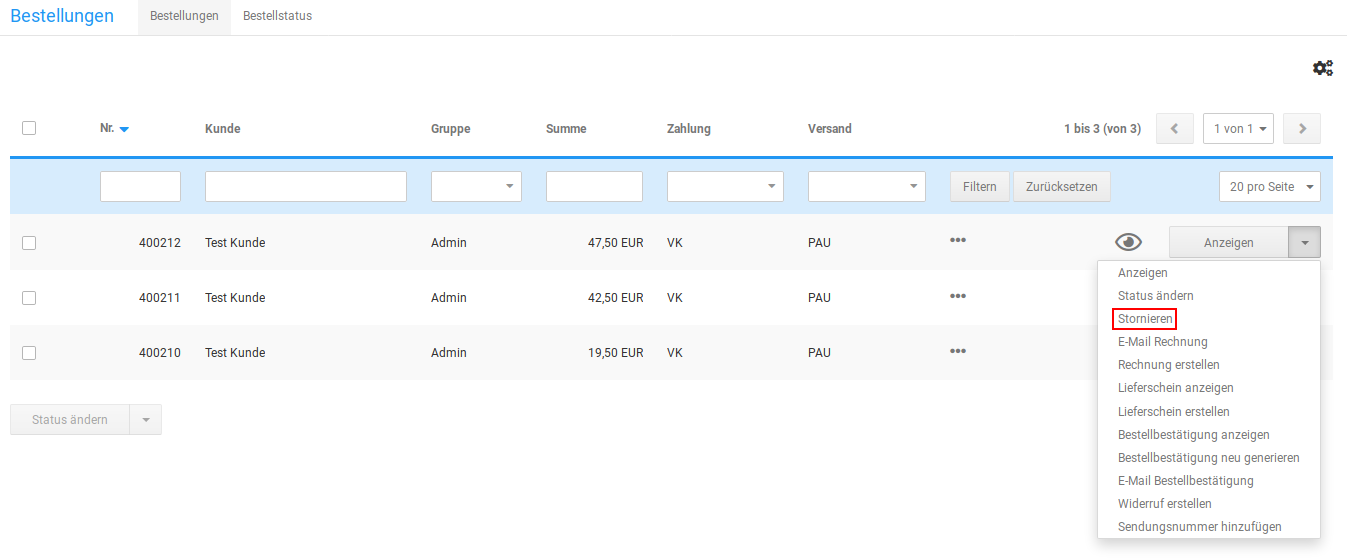 Bestellungen Bestellungen Bestellstatus
Nr. Kunde Gruppe Summe Zahlung Versand 1 bis 3 (von 3) 1 von 1
Filtern Zurücksetzen 20 pro Seite
400212 Test Kunde Admin 47,50 EUR VK PAU ••• Anzeigen
400211 Test Kunde Admin 42,50 EUR VK PAU •••
400210 Test Kunde Admin 19,50 EUR VK PAU •••
Anzeigen
Status ändern
Stornieren
E-Mail Rechnung
Rechnung erstellen
Lieferschein anzeigen
Lieferschein erstellen
Bestellbestätigung anzeigen
Bestellbestätigung neu generieren
E-Mail Bestellbestätigung
Widerruf erstellen
Sendungsnummer hinzufügen
Status ändern